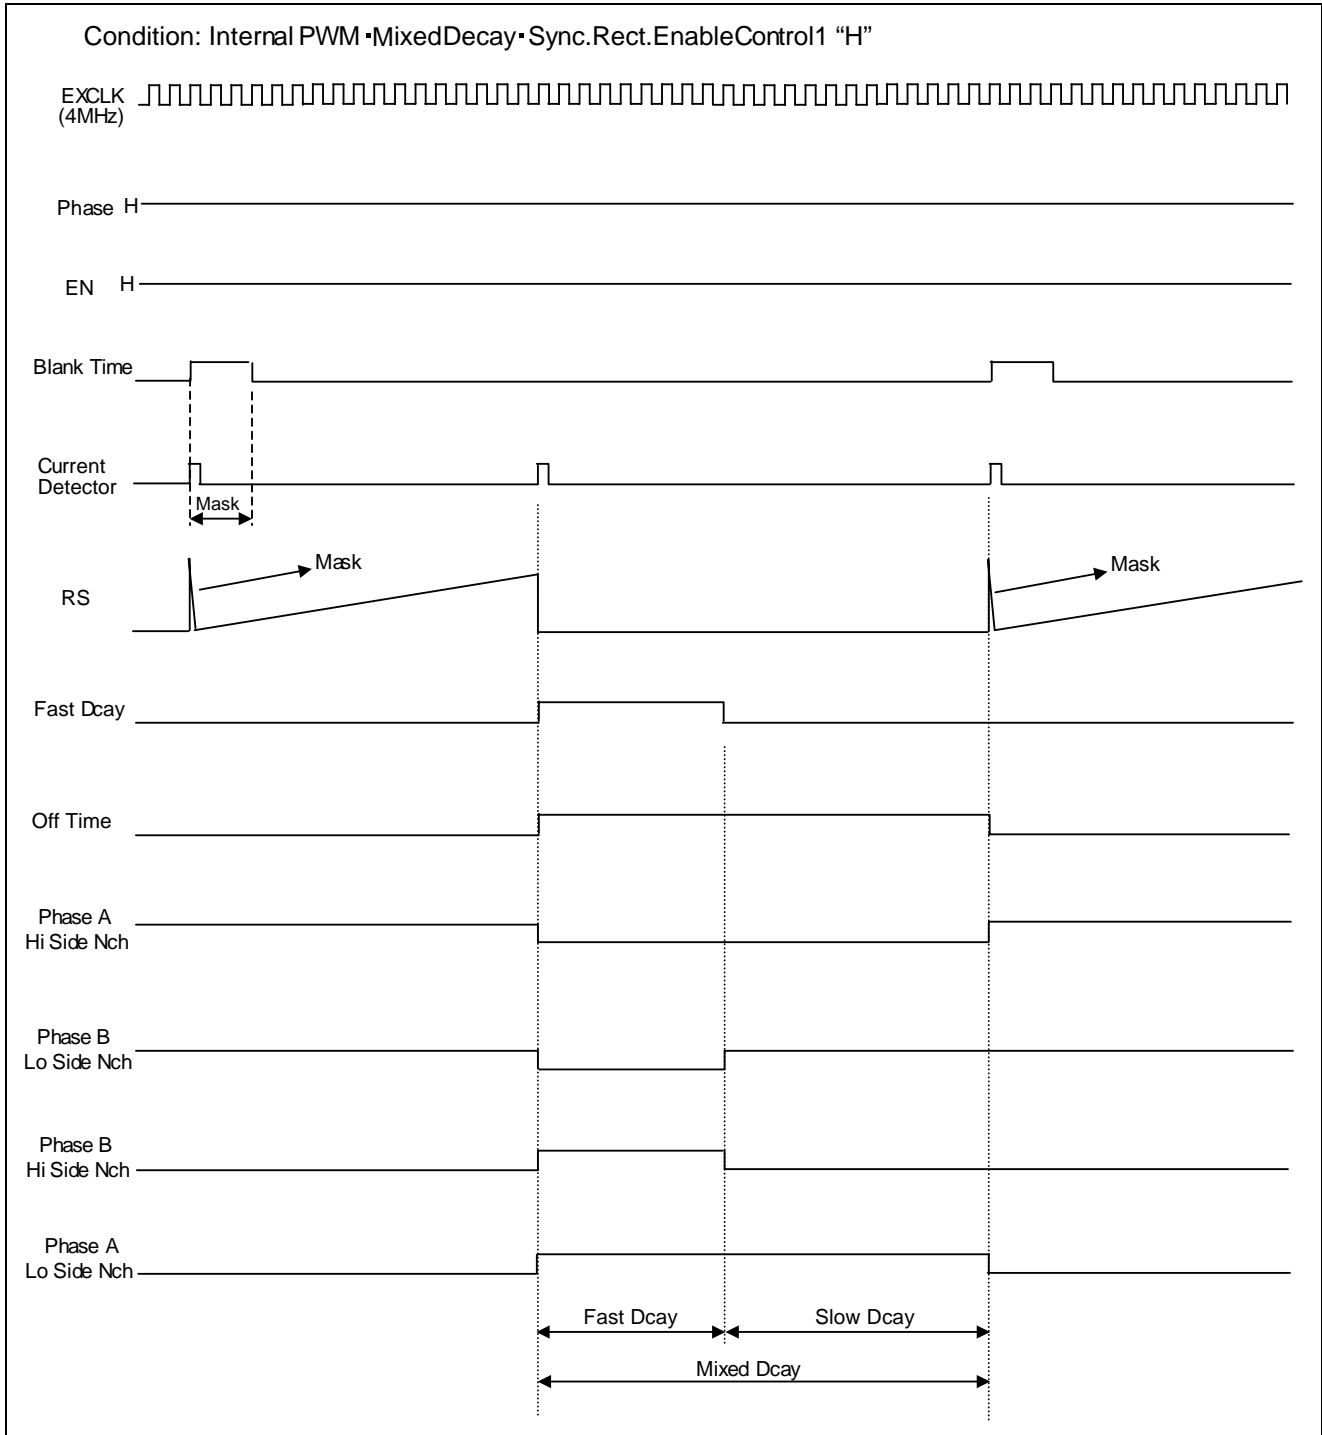 Condition: Internal PWM・MixedDecay・Sync.Rect.EnableControl1 “H”
EXCLK
(4MHz)
Phase H
EN H
Blank Time
Current
Detector
Mask
Mask
Mask
RS
Fast Dcay
Off Time
Phase A
Hi Side Nch
Phase B
Lo Side Nch
Phase B
Hi Side Nch
Phase A
Lo Side Nch
Fast Dcay
Slow Dcay
Mixed Dcay